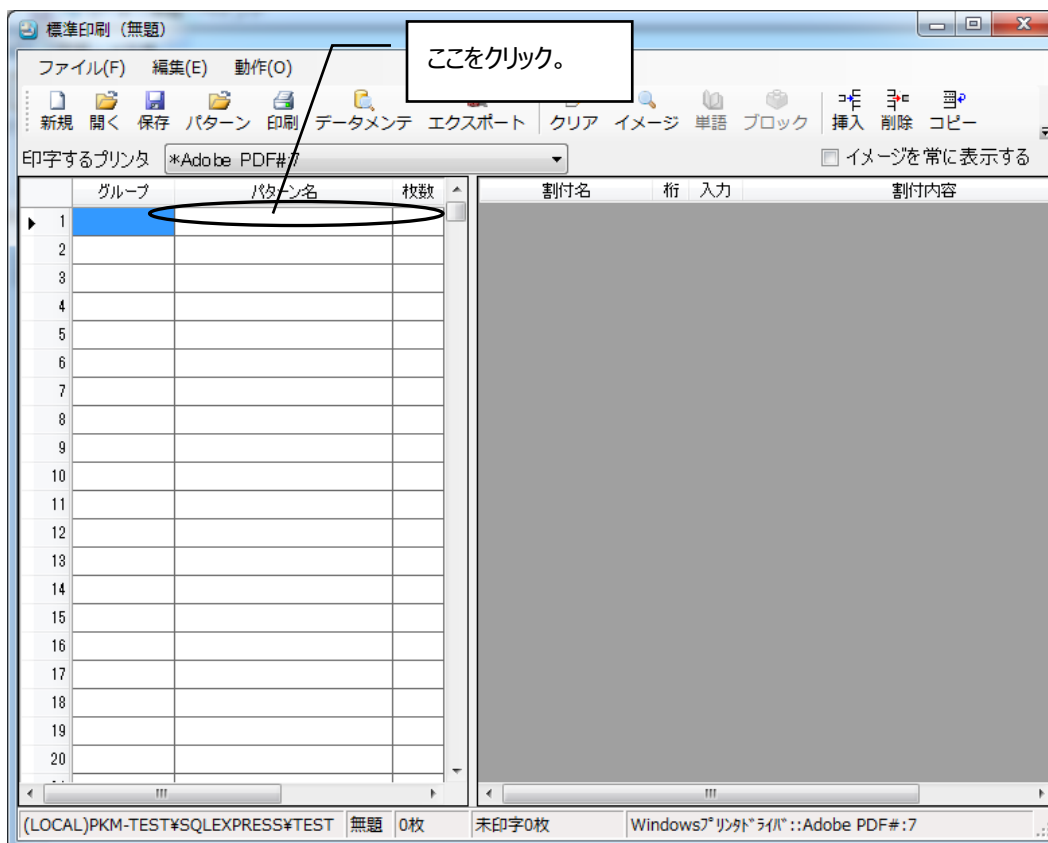 標準印刷（無題）
ここをクリック。
ファイル(F) 編集(E) 動作(O)
新規 開く 保存 パターン 印刷 データメンテ エクスポート クリア イメージ 単語 ブロック 挿入 削除 コピー
印字するプリンタ *Adobe PDF#:7 イメージを常に表示する
グループ パターン名 枚数 割付名 桁 入力 割付内容
1
2
3
4
5
6
7
8
9
10
11
12
13
14
15
16
17
18
19
20
(LOCAL)PKM-TEST¥SQLEXPRESS¥TEST 無題 0枚 未印字0枚 Windowsﾌﾟﾘﾝﾀﾄﾞﾗｲﾊﾞ::Adobe PDF#:7